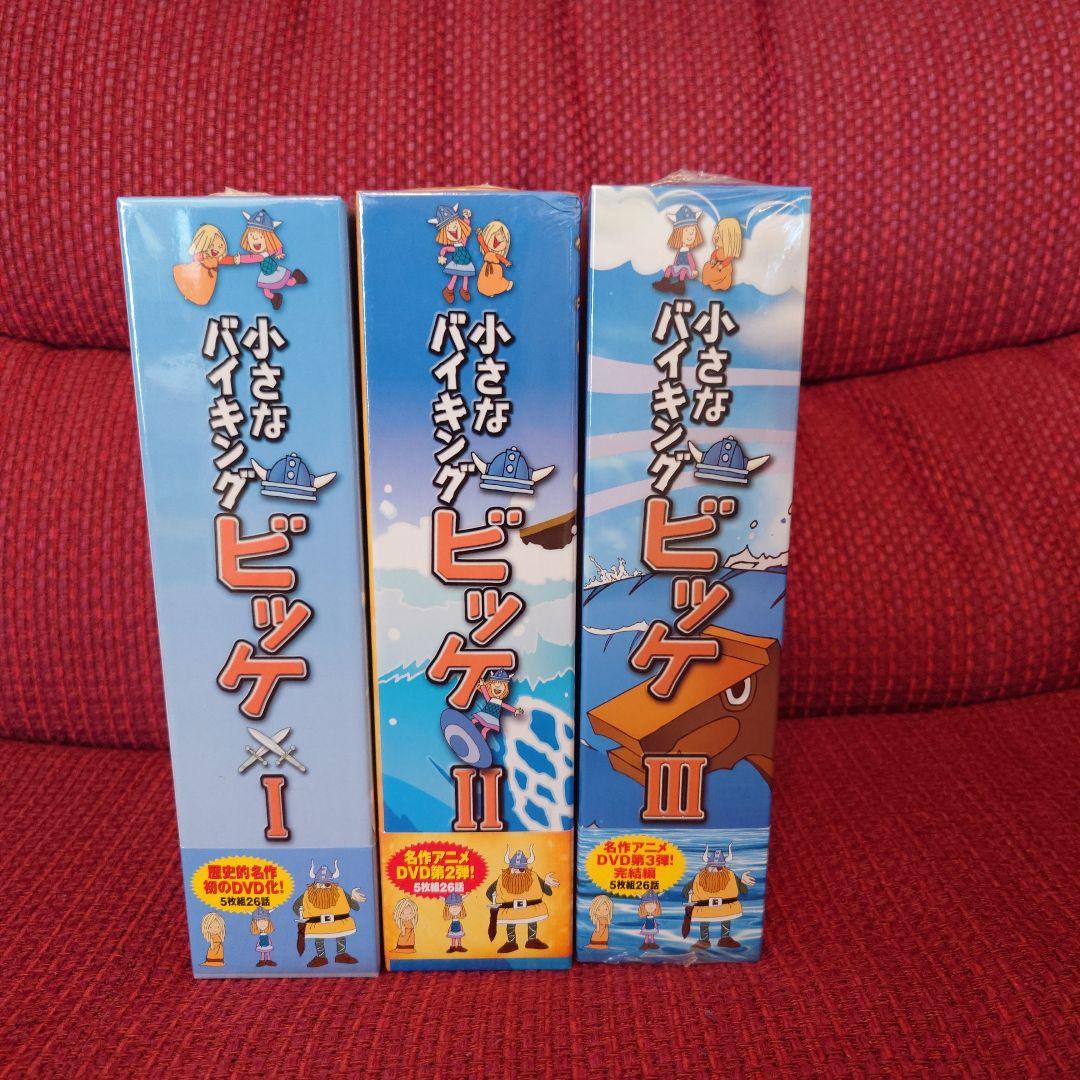 小さな
バイキング
ビッケ
I
歴史的名作
初のDVD化!
5枚組26話
小さな
バイキング
ビッケ
II
名作アニメ
DVD第2弾!
5枚組26話
小さな
バイキング
ビッケ
III
名作アニメ
DVD第3弾!
完結編
5枚組26話